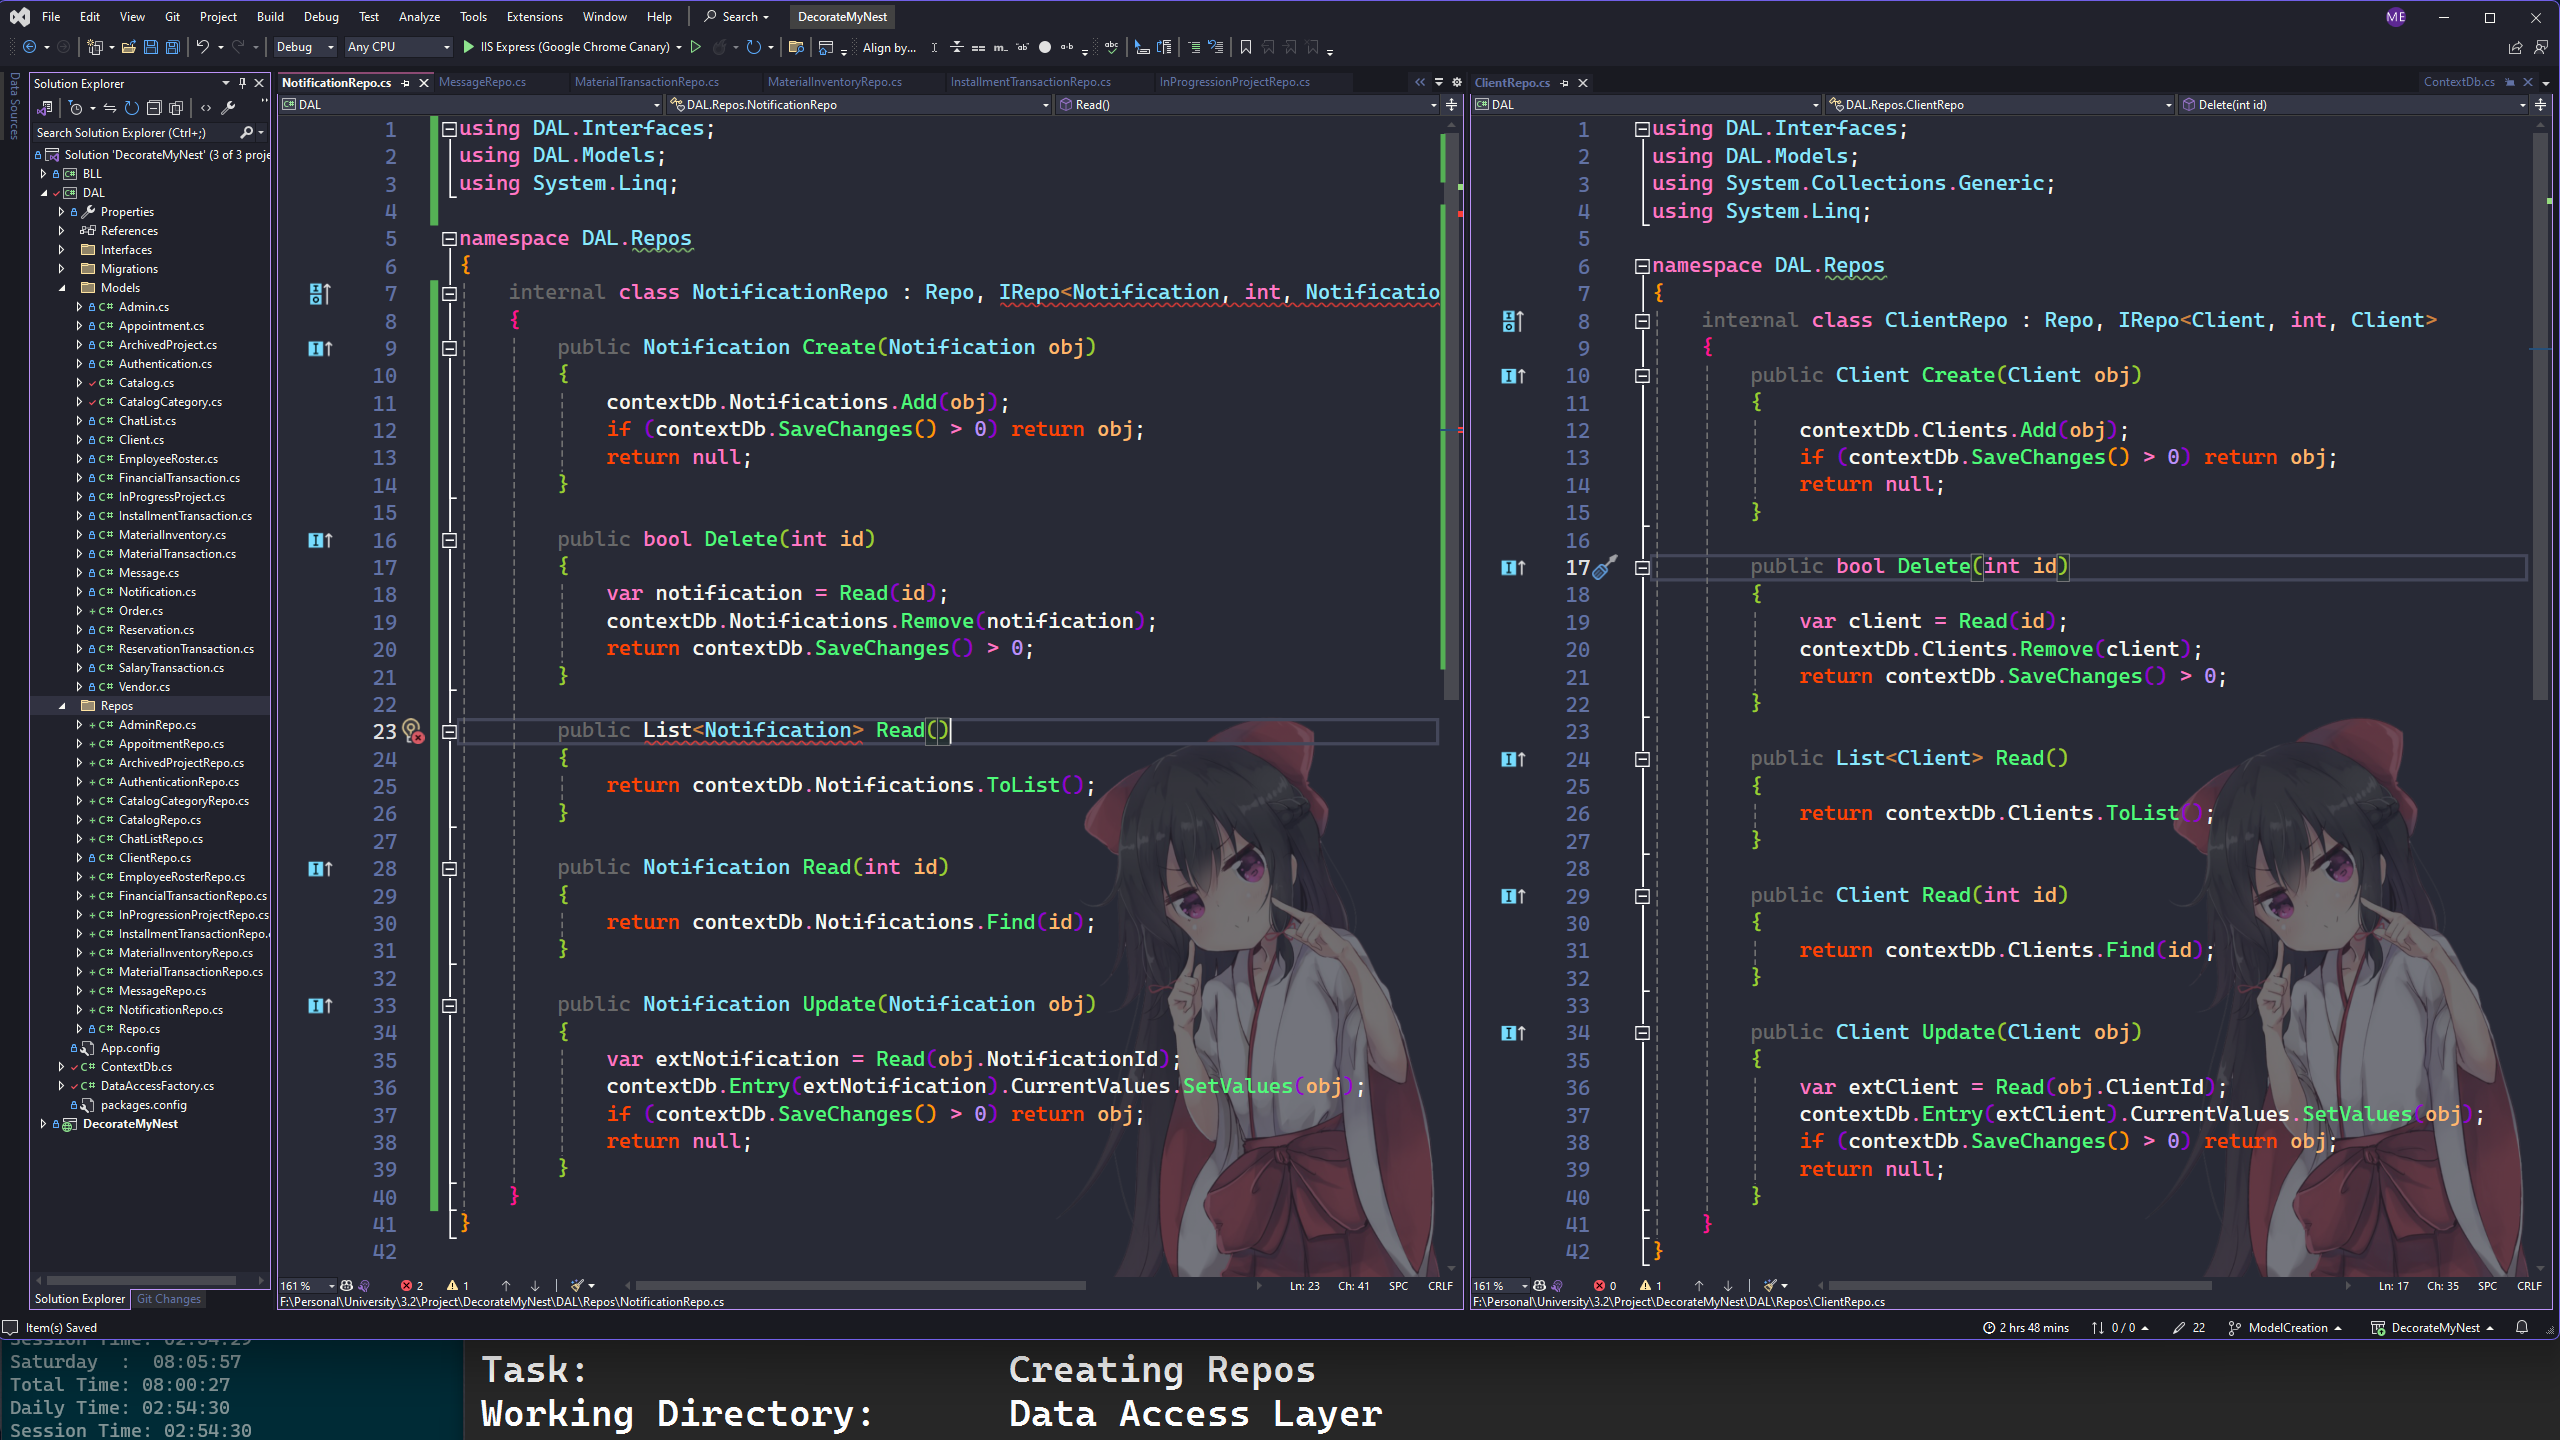 File Edit View Git Project Build Debug Test Analyze Tools Extensions Window Help Search DecorateMyNest ME
Debug Any CPU IIS Express (Google Chrome Canary) Align by...
Data Sources
Solution Explorer
Search Solution Explorer (Ctrl+;)
Solution 'DecorateMyNest' (3 of 3 proje
BLL
DAL
Properties
References
Interfaces
Migrations
Models
Admin.cs
Appointment.cs
ArchivedProject.cs
Authentication.cs
Catalog.cs
CatalogCategory.cs
ChatList.cs
Client.cs
EmployeeRoster.cs
FinancialTransaction.cs
InProgressProject.cs
InstallmentTransaction.cs
MaterialInventory.cs
MaterialTransaction.cs
Message.cs
Notification.cs
Order.cs
Reservation.cs
ReservationTransaction.cs
SalaryTransaction.cs
Vendor.cs
Repos
AdminRepo.cs
AppoitmentRepo.cs
ArchivedProjectRepo.cs
AuthenticationRepo.cs
CatalogCategoryRepo.cs
CatalogRepo.cs
ChatListRepo.cs
ClientRepo.cs
EmployeeRosterRepo.cs
FinancialTransactionRepo.cs
InProgressionProjectRepo.cs
InstallmentTransactionRepo.
MaterialInventoryRepo.cs
MaterialTransactionRepo.cs
MessageRepo.cs
NotificationRepo.cs
Repo.cs
App.config
ContextDb.cs
DataAccessFactory.cs
packages.config
DecorateMyNest
Solution Explorer Git Changes
NotificationRepo.cs MessageRepo.cs MaterialTransactionRepo.cs MaterialInventoryRepo.cs InstallmentTransactionRepo.cs InProgressionProjectRepo.cs
DAL DAL.Repos.NotificationRepo Read()
1 using DAL.Interfaces;
2 using DAL.Models;
3 using System.Linq;
4
5 namespace DAL.Repos
6 {
7 internal class NotificationRepo : Repo, IRepo<Notification, int, Notificatio
8 {
9 public Notification Create(Notification obj)
10 {
11 contextDb.Notifications.Add(obj);
12 if (contextDb.SaveChanges() > 0) return obj;
13 return null;
14 }
15
16 public bool Delete(int id)
17 {
18 var notification = Read(id);
19 contextDb.Notifications.Remove(notification);
20 return contextDb.SaveChanges() > 0;
21 }
22
23 public List<Notification> Read()
24 {
25 return contextDb.Notifications.ToList();
26 }
27
28 public Notification Read(int id)
29 {
30 return contextDb.Notifications.Find(id);
31 }
32
33 public Notification Update(Notification obj)
34 {
35 var extNotification = Read(obj.NotificationId);
36 contextDb.Entry(extNotification).CurrentValues.SetValues(obj);
37 if (contextDb.SaveChanges() > 0) return obj;
38 return null;
39 }
40 }
41 }
42
161 % 2 1 Ln: 23 Ch: 41 SPC CRLF
F:\Personal\University\3.2\Project\DecorateMyNest\DAL\Repos\NotificationRepo.cs
ClientRepo.cs ContextDb.cs
DAL DAL.Repos.ClientRepo Delete(int id)
1 using DAL.Interfaces;
2 using DAL.Models;
3 using System.Collections.Generic;
4 using System.Linq;
5
6 namespace DAL.Repos
7 {
8 internal class ClientRepo : Repo, IRepo<Client, int, Client>
9 {
10 public Client Create(Client obj)
11 {
12 contextDb.Clients.Add(obj);
13 if (contextDb.SaveChanges() > 0) return obj;
14 return null;
15 }
16
17 public bool Delete(int id)
18 {
19 var client = Read(id);
20 contextDb.Clients.Remove(client);
21 return contextDb.SaveChanges() > 0;
22 }
23
24 public List<Client> Read()
25 {
26 return contextDb.Clients.ToList();
27 }
28
29 public Client Read(int id)
30 {
31 return contextDb.Clients.Find(id);
32 }
33
34 public Client Update(Client obj)
35 {
36 var extClient = Read(obj.ClientId);
37 contextDb.Entry(extClient).CurrentValues.SetValues(obj);
38 if (contextDb.SaveChanges() > 0) return obj;
39 return null;
40 }
41 }
42 }
161 % 0 1 Ln: 17 Ch: 35 SPC CRLF
F:\Personal\University\3.2\Project\DecorateMyNest\DAL\Repos\ClientRepo.cs
Item(s) Saved 2 hrs 48 mins 0 / 0 22 ModelCreation DecorateMyNest
Session Time: 02:54:29
Saturday : 08:05:57
Total Time: 08:00:27
Daily Time: 02:54:30
Session Time: 02:54:30
Task: Creating Repos
Working Directory: Data Access Layer